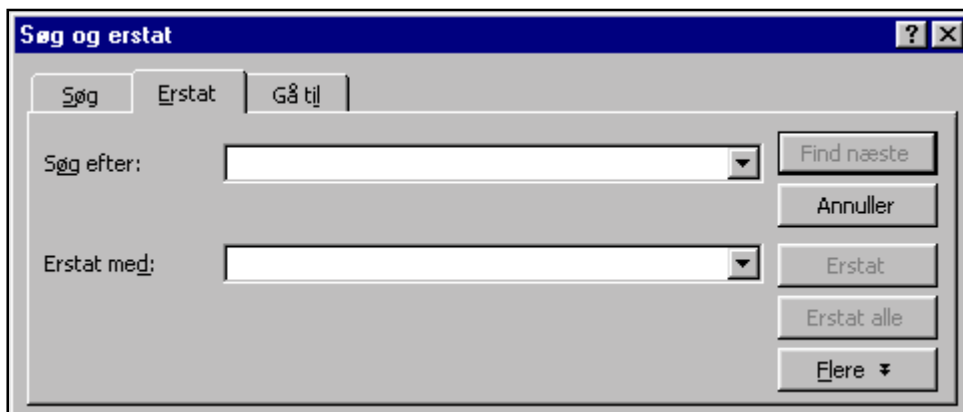 Søg og erstat
Søg Erstat Gå til
Søg efter: Find næste
Annuller
Erstat med: Erstat
Erstat alle
Flere